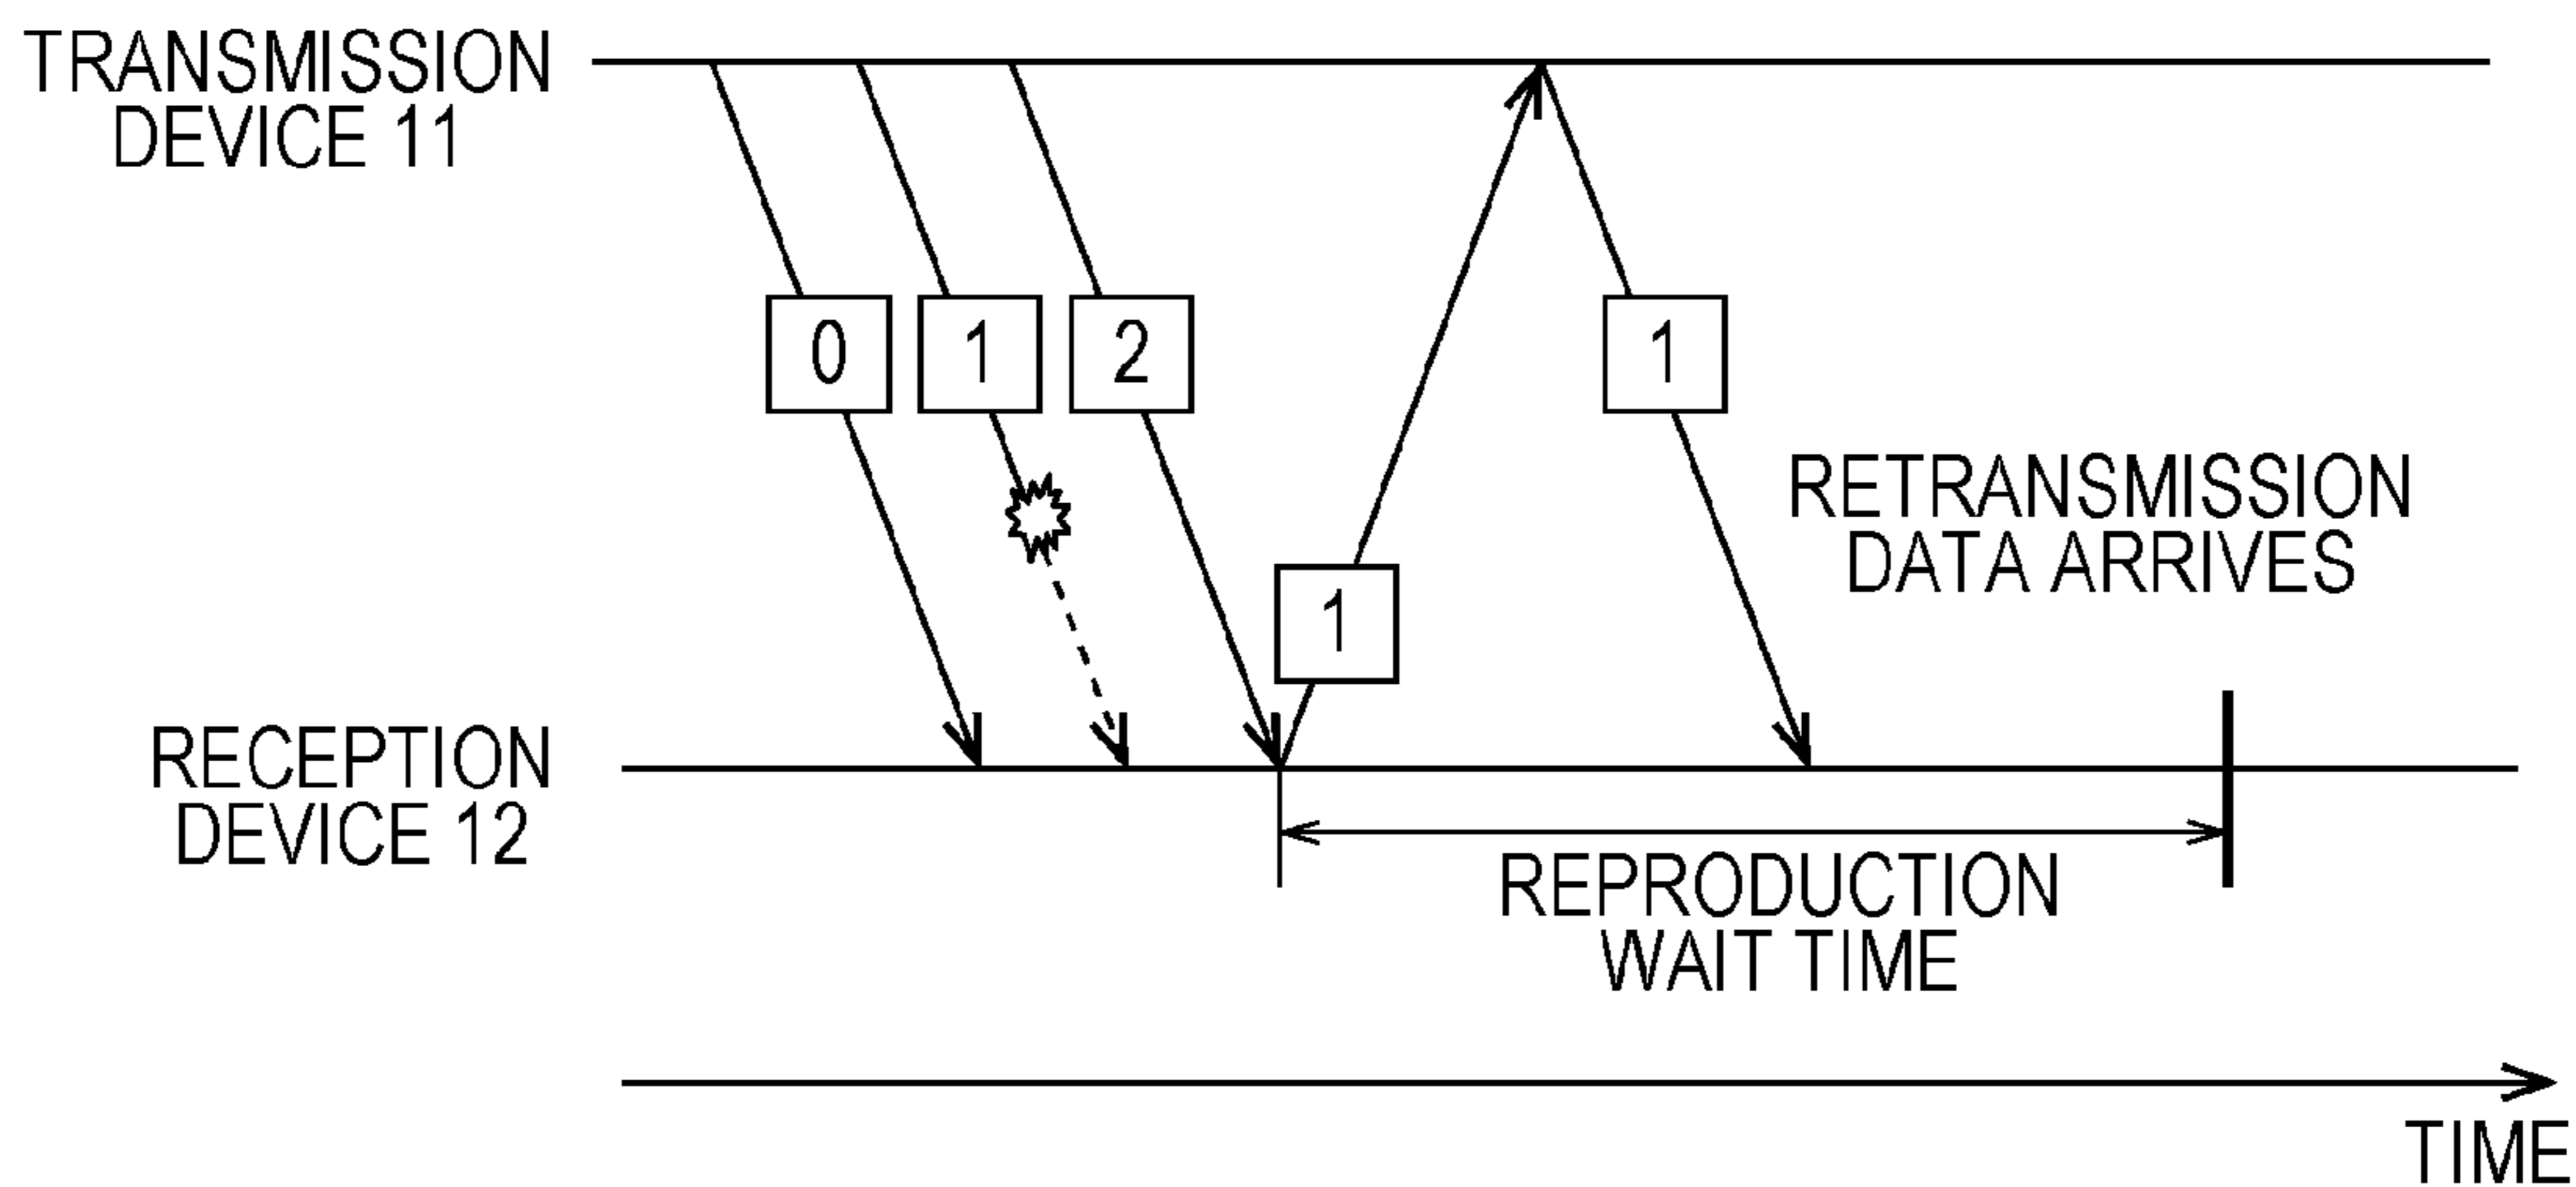 TRANSMISSION
DEVICE 11
0
1
2
1
RETRANSMISSION
DATA ARRIVES
1
RECEPTION
DEVICE 12
REPRODUCTION
WAIT TIME
TIME